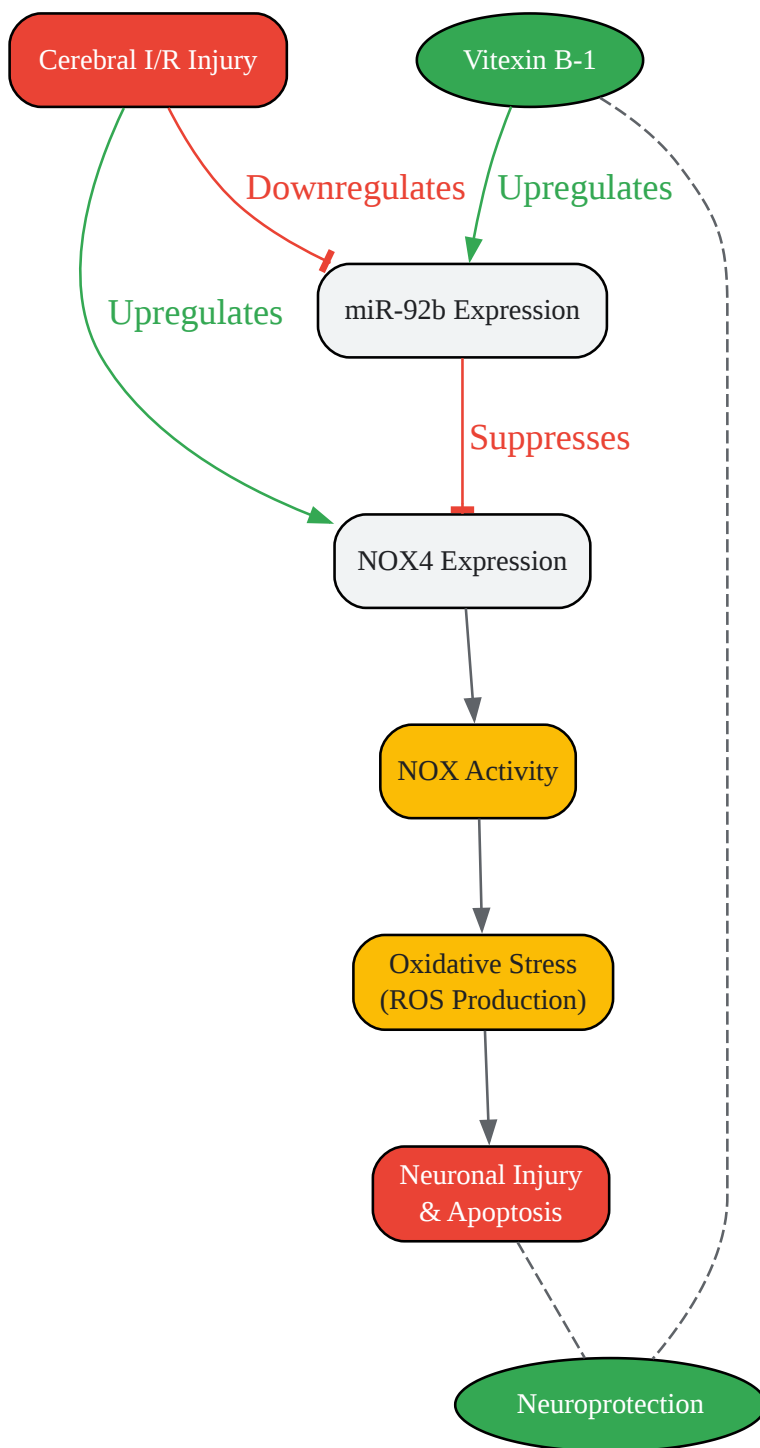 Cerebral I/R Injury
Vitexin B-1
Downregulates
Upregulates
Upregulates
miR-92b Expression
Suppresses
NOX4 Expression
NOX Activity
Oxidative Stress
(ROS Production)
Neuronal Injury
& Apoptosis
Neuroprotection